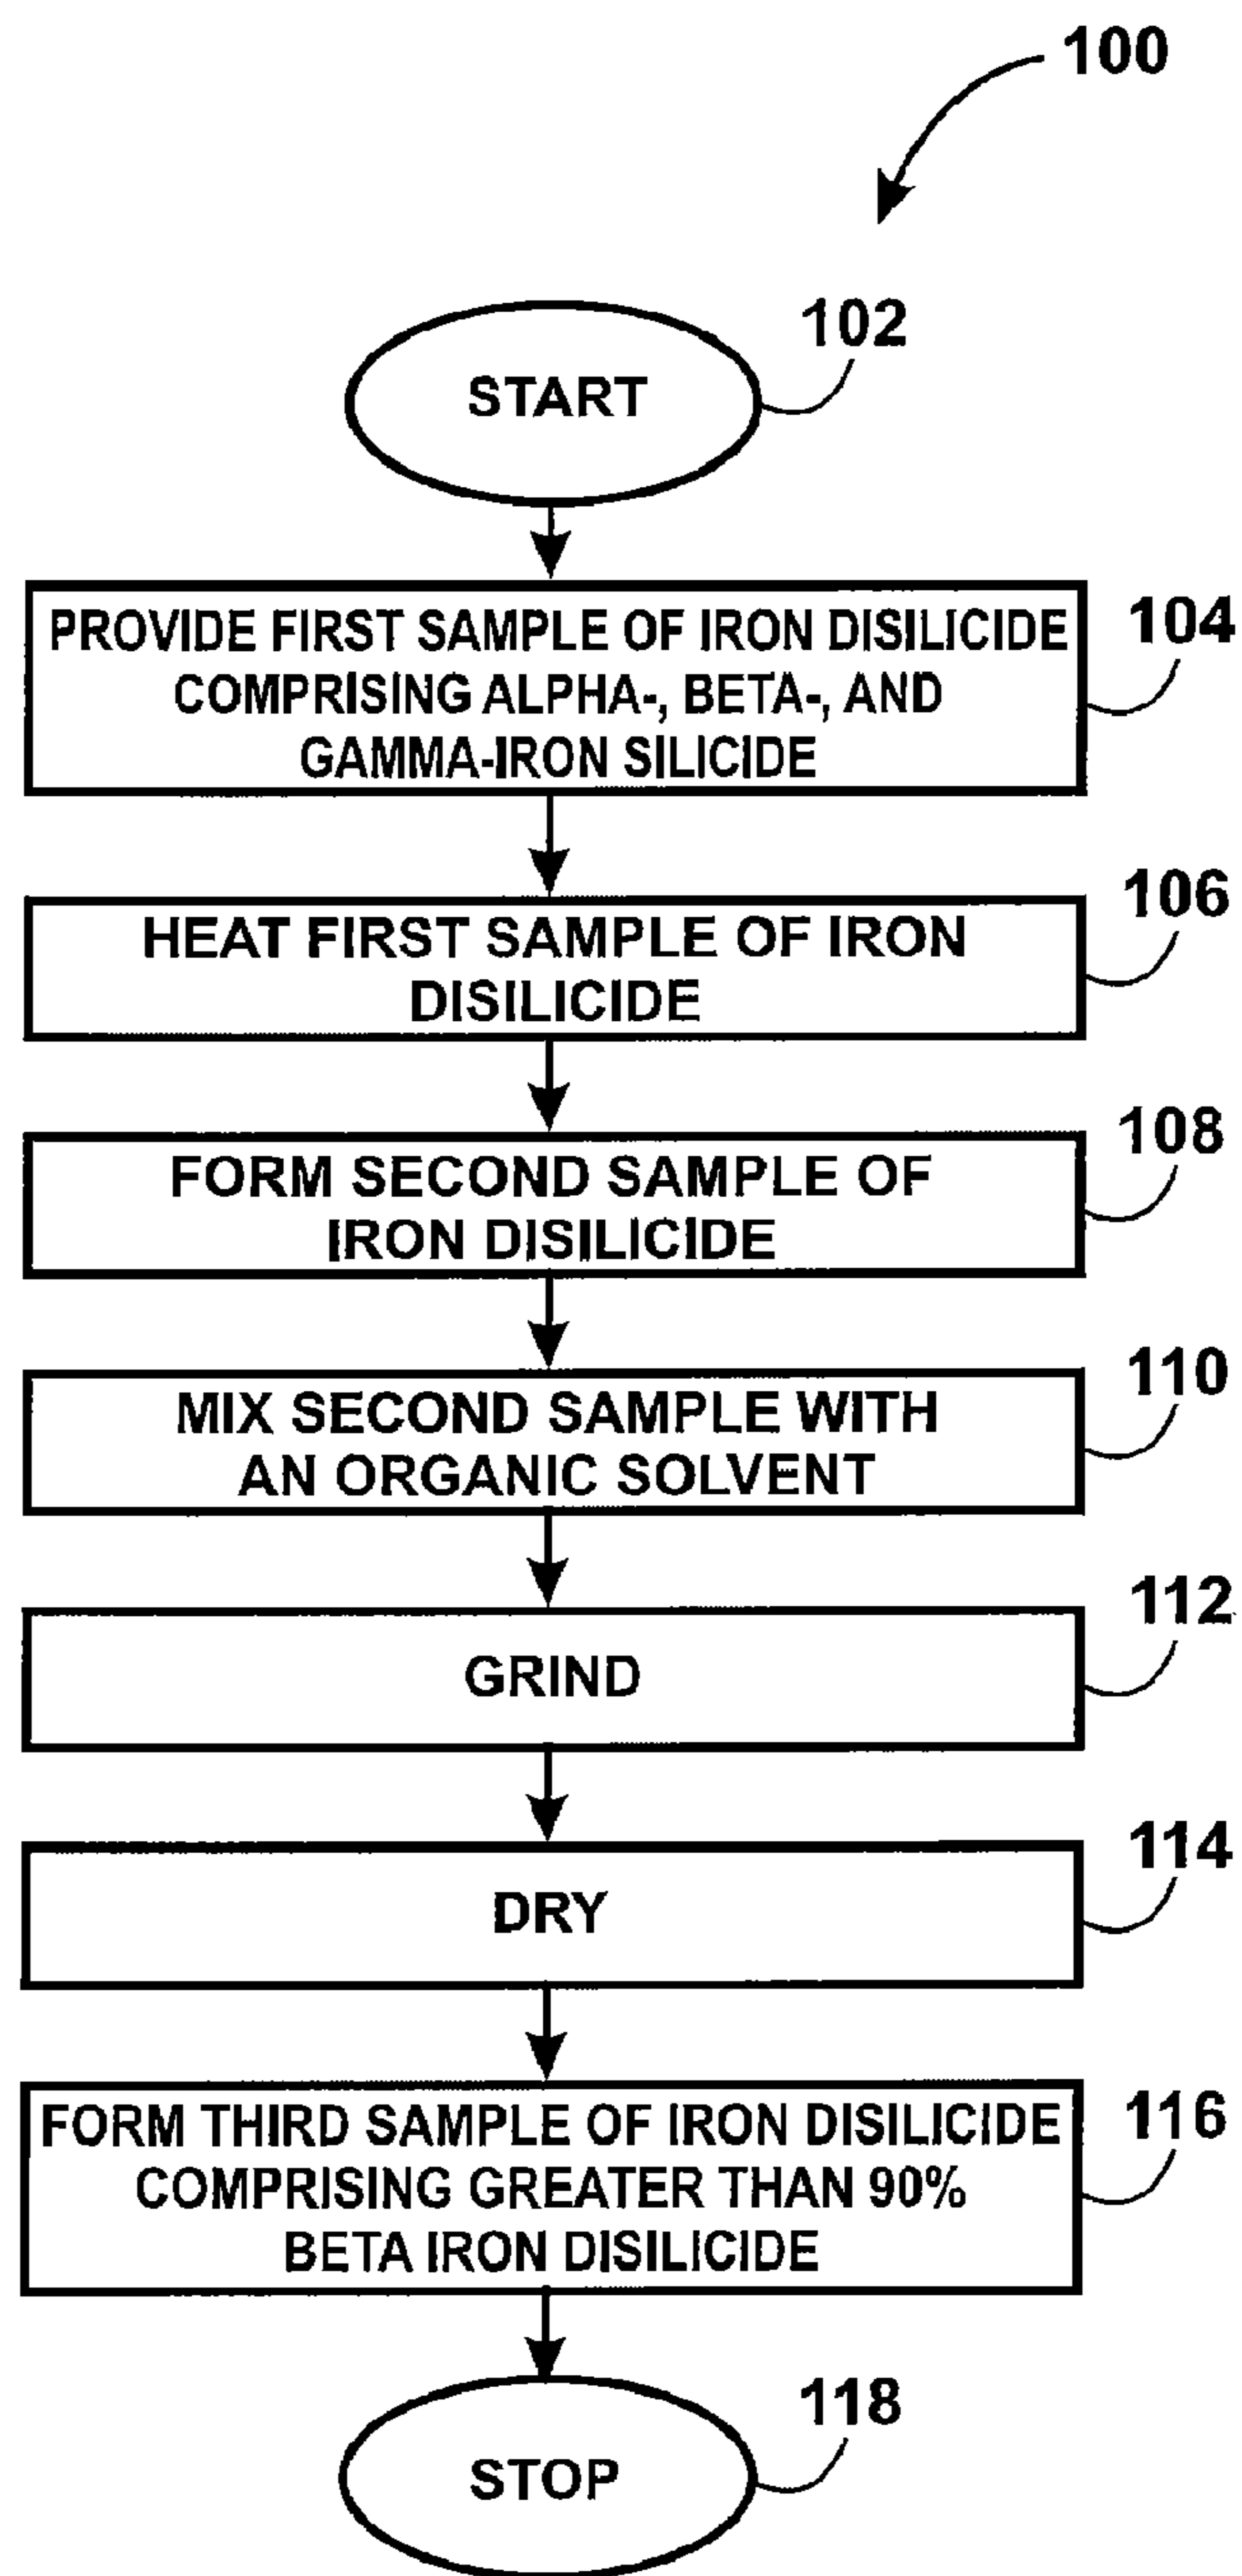 100
102
START
104
PROVIDE FIRST SAMPLE OF IRON DISILICIDE
COMPRISING ALPHA-, BETA-, AND
GAMMA-IRON SILICIDE
106
HEAT FIRST SAMPLE OF IRON
DISILICIDE
108
FORM SECOND SAMPLE OF
IRON DISILICIDE
110
MIX SECOND SAMPLE WITH
AN ORGANIC SOLVENT
112
GRIND
114
DRY
116
FORM THIRD SAMPLE OF IRON DISILICIDE
COMPRISING GREATER THAN 90%
BETA IRON DISILICIDE
118
STOP